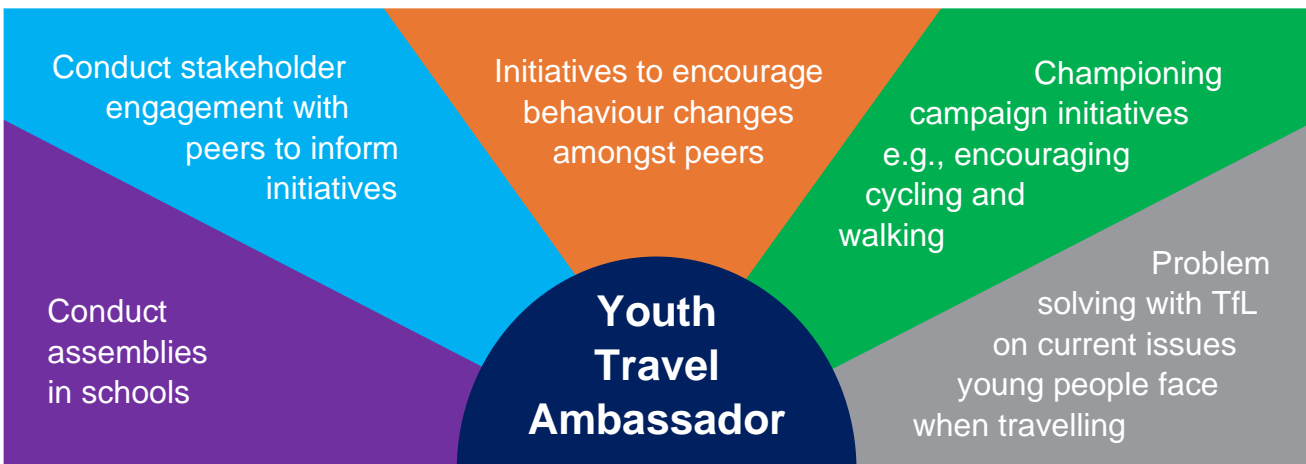 Conduct
assemblies
in schools
Conduct stakeholder
engagement with
peers to inform
initiatives
Initiatives to encourage
behaviour changes
amongst peers
Championing
campaign initiatives
e.g., encouraging
cycling and
walking
Problem
solving with TfL
on current issues
young people face
when travelling
Youth
Travel
Ambassador